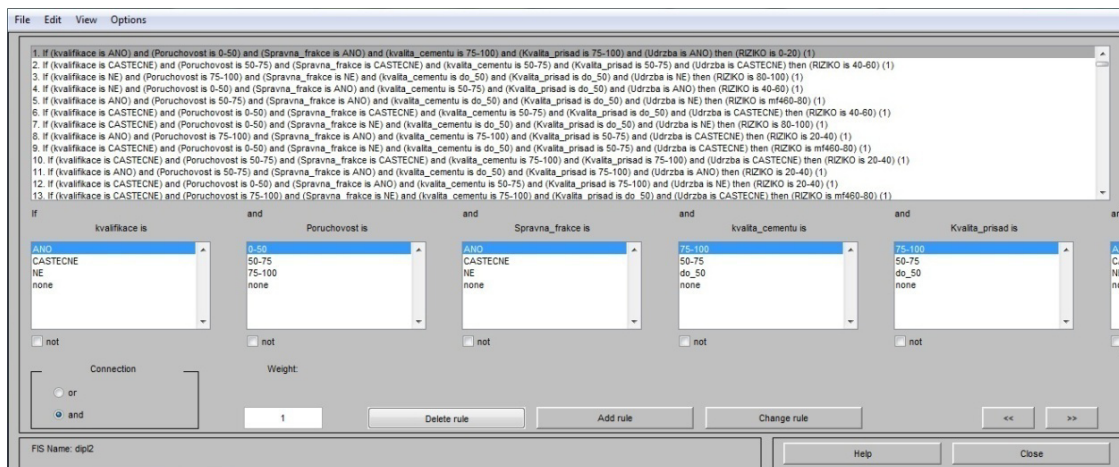 File Edit View Options
1. If (kvalifikace is ANO) and (Poruchovost is 0-50) and (Spravna_frakce is ANO) and (kvalita_cementu is 75-100) and (Kvalita_prisad is 75-100) and (Udrzba is ANO) then (RIZIKO is 0-20) (1)
2. If (kvalifikace is CASTECNE) and (Poruchovost is 50-75) and (Spravna_frakce is CASTECNE) and (kvalita_cementu is 50-75) and (Kvalita_prisad is 50-75) and (Udrzba is CASTECNE) then (RIZIKO is 40-60) (1)
3. If (kvalifikace is NE) and (Poruchovost is 75-100) and (Spravna_frakce is NE) and (kvalita_cementu is do_50) and (Kvalita_prisad is do_50) and (Udrzba is NE) then (RIZIKO is 80-100) (1)
4. If (kvalifikace is NE) and (Poruchovost is 0-50) and (Spravna_frakce is ANO) and (kvalita_cementu is 50-75) and (Kvalita_prisad is do_50) and (Udrzba is ANO) then (RIZIKO is 40-60) (1)
5. If (kvalifikace is ANO) and (Poruchovost is 50-75) and (Spravna_frakce is ANO) and (kvalita_cementu is do_50) and (Kvalita_prisad is do_50) and (Udrzba is NE) then (RIZIKO is mf460-80) (1)
6. If (kvalifikace is CASTECNE) and (Poruchovost is 0-50) and (Spravna_frakce is CASTECNE) and (kvalita_cementu is 50-75) and (Kvalita_prisad is do_50) and (Udrzba is CASTECNE) then (RIZIKO is 40-60) (1)
7. If (kvalifikace is CASTECNE) and (Poruchovost is 0-50) and (Spravna_frakce is NE) and (kvalita_cementu is do_50) and (Kvalita_prisad is do_50) and (Udrzba is NE) then (RIZIKO is 80-100) (1)
8. If (kvalifikace is ANO) and (Poruchovost is 75-100) and (Spravna_frakce is ANO) and (kvalita_cementu is 75-100) and (Kvalita_prisad is 50-75) and (Udrzba is CASTECNE) then (RIZIKO is 20-40) (1)
9. If (kvalifikace is CASTECNE) and (Poruchovost is 0-50) and (Spravna_frakce is NE) and (kvalita_cementu is do_50) and (Kvalita_prisad is 50-75) and (Udrzba is CASTECNE) then (RIZIKO is mf460-80) (1)
10. If (kvalifikace is CASTECNE) and (Poruchovost is 50-75) and (Spravna_frakce is CASTECNE) and (kvalita_cementu is 75-100) and (Kvalita_prisad is 75-100) and (Udrzba is CASTECNE) then (RIZIKO is 20-40) (1)
11. If (kvalifikace is ANO) and (Poruchovost is 50-75) and (Spravna_frakce is ANO) and (kvalita_cementu is do_50) and (Kvalita_prisad is 75-100) and (Udrzba is ANO) then (RIZIKO is 20-40) (1)
12. If (kvalifikace is CASTECNE) and (Poruchovost is 0-50) and (Spravna_frakce is ANO) and (kvalita_cementu is 50-75) and (Kvalita_prisad is 75-100) and (Udrzba is NE) then (RIZIKO is 20-40) (1)
13. If (kvalifikace is CASTECNE) and (Poruchovost is 75-100) and (Spravna_frakce is NE) and (kvalita_cementu is 75-100) and (Kvalita_prisad is do_50) and (Udrzba is CASTECNE) then (RIZIKO is mf460-80) (1)
If and and and and
kvalifikace is Poruchovost is Spravna_frakce is kvalita_cementu is Kvalita_prisad is
ANO 0-50 ANO 75-100 75-100
CASTECNE 50-75 CASTECNE 50-75 50-75
NE 75-100 NE do_50 do_50
none none none none none
not not not not not
Connection Weight:
or
and 1 Delete rule Add rule Change rule << >>
FIS Name: dipl2 Help Close